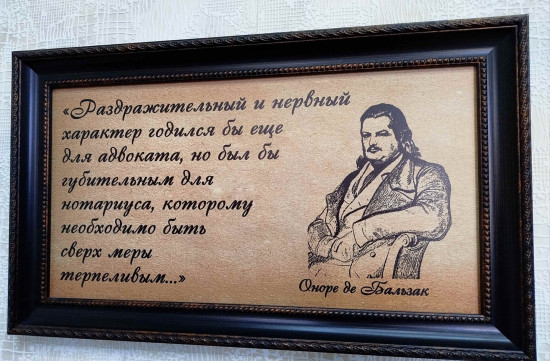 «Раздражительный и нервный
характер годился бы еще
для адвоката, но был бы
губительным для
нотариуса, которому
необходимо быть
сверх меры
терпеливым...»
Оноре де Бальзак